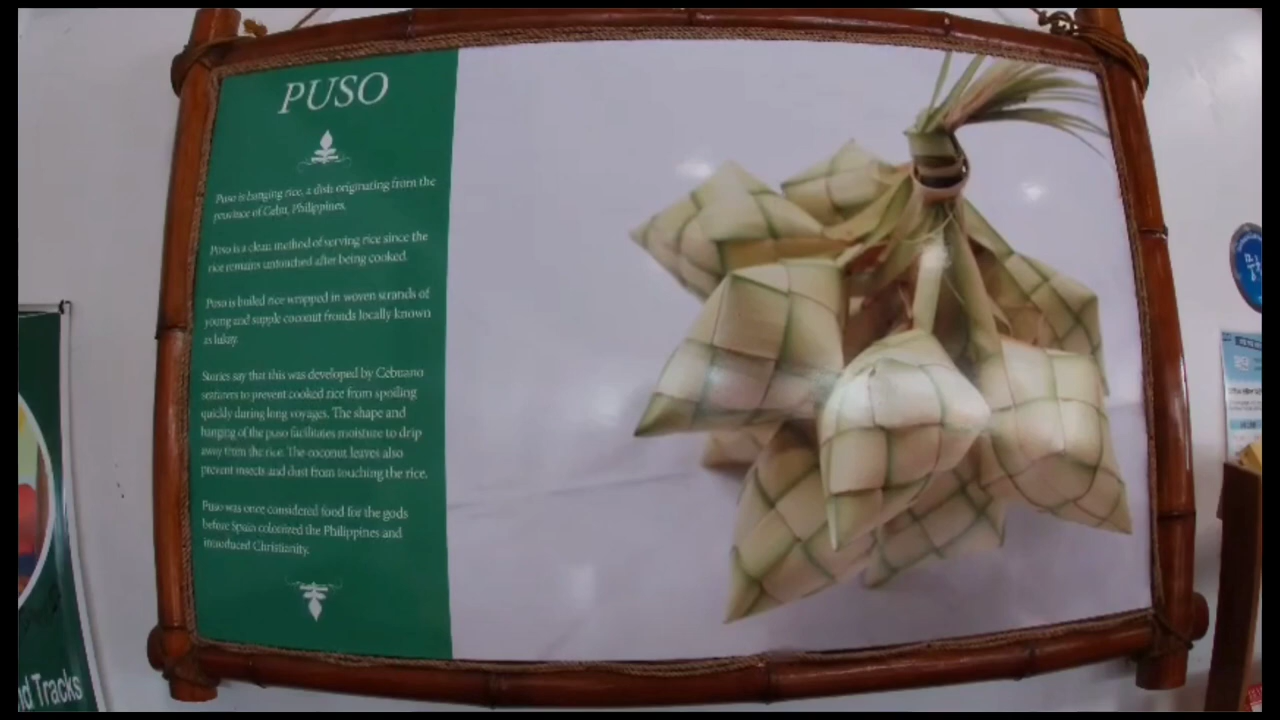 PUSO
Puso is hanging rice, a dish originating from the
province of Cebu, Philippines.
Puso is a clean method of serving rice since the
rice remains untouched after being cooked.
Puso is boiled rice wrapped in woven strands of
young and supple coconut fronds locally known
as lukay.
Stories say that this was developed by Cebuano
seafarers to prevent cooked rice from spoiling
quickly during long voyages. The shape and
hanging of the puso facilitates moisture to drip
away from the rice. The coconut leaves also
prevent insects and dust from touching the rice.
Puso was once considered food for the gods
before Spain colonized the Philippines and
introduced Christianity.
nd Tracks